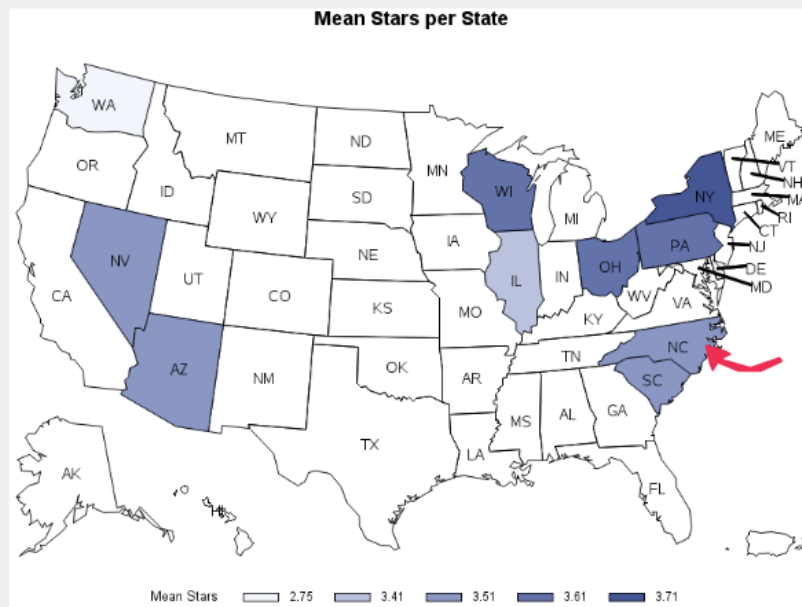 Mean Stars per State
WA
MT
ND
MN
ME
OR
ID
SD
WI
VT
NH
WY
MI
NY
MA
RI
CT
IA
PA
NE
NJ
NV
UT
IL
IN
OH
DE
CO
WV
MD
CA
KS
MO
VA
KY
NC
AZ
OK
TN
NM
AR
SC
MS
AL
GA
TX
LA
AK
FL
HI
Mean Stars 2.75 3.41 3.51 3.61 3.71